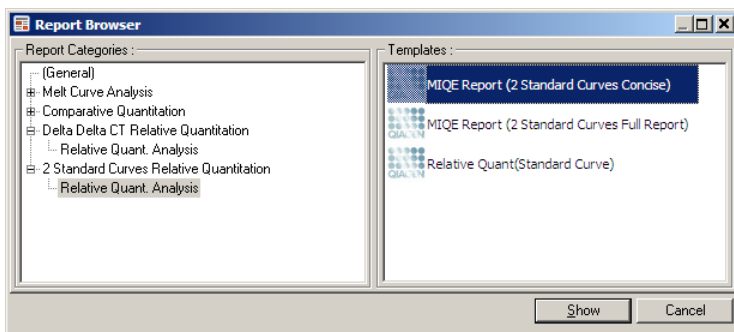 Report Browser
Report Categories :
(General)
Melt Curve Analysis
Comparative Quantitation
Delta Delta CT Relative Quantitation
Relative Quant. Analysis
2 Standard Curves Relative Quantitation
Relative Quant. Analysis
Templates :
MIQE Report (2 Standard Curves Concise)
MIQE Report (2 Standard Curves Full Report)
QIAGEN
Relative Quant(Standard Curve)
QIAGEN
Show
Cancel